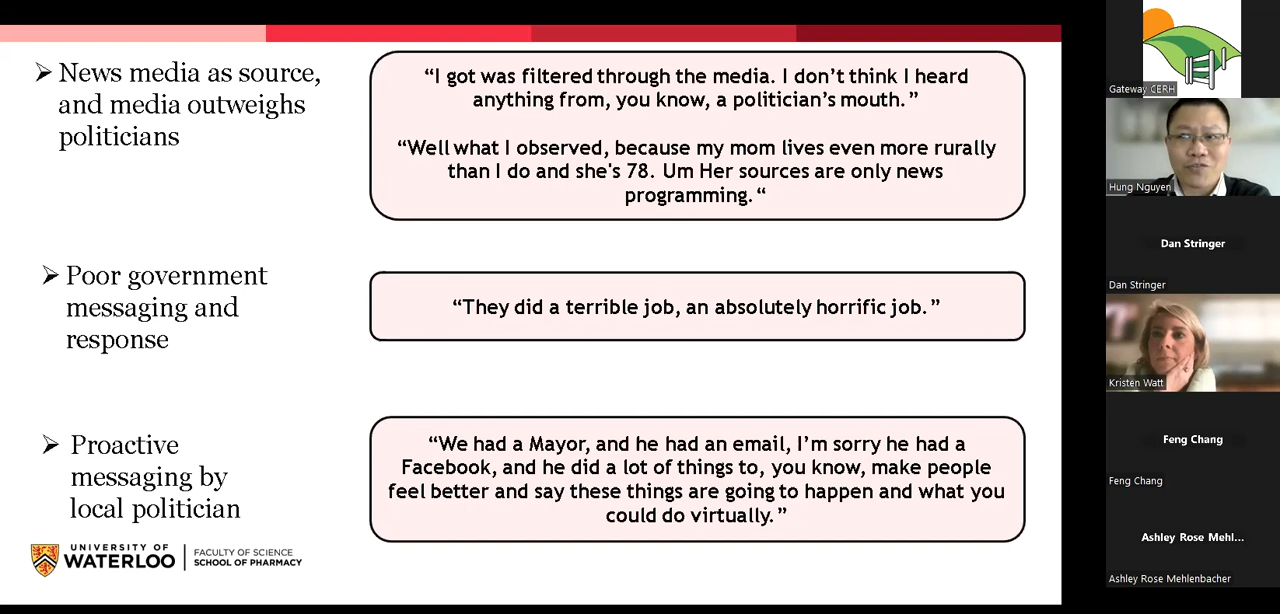 ➢ News media as source,
and media outweighs
politicians
“I got was filtered through the media. I don’t think I heard
anything from, you know, a politician’s mouth.”
“Well what I observed, because my mom lives even more rurally
than I do and she's 78. Um Her sources are only news
programming. “
➢ Poor government
messaging and
response
“They did a terrible job, an absolutely horrific job.”
➢ Proactive
messaging by
local politician
“We had a Mayor, and he had an email, I’m sorry he had a
Facebook, and he did a lot of things to, you know, make people
feel better and say these things are going to happen and what you
could do virtually.”
UNIVERSITY OF
WATERLOO
FACULTY OF SCIENCE
SCHOOL OF PHARMACY
Gateway CERH
Hung Nguyen
Dan Stringer
Dan Stringer
Kristen Watt
Feng Chang
Feng Chang
Ashley Rose Mehl...
Ashley Rose Mehlenbacher